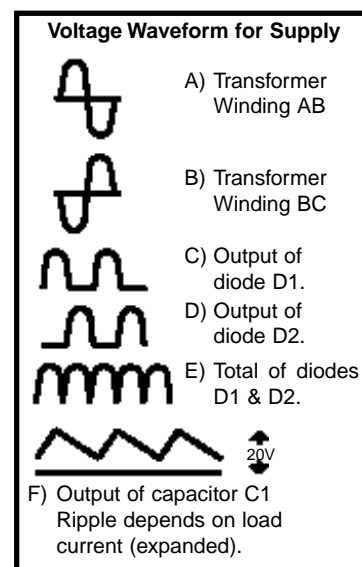 Voltage Waveform for Supply
A) Transformer
Winding AB
B) Transformer
Winding BC
C) Output of
diode D1.
D) Output of
diode D2.
E) Total of diodes
D1 & D2.
20V
F) Output of capacitor C1
Ripple depends on load
current (expanded).